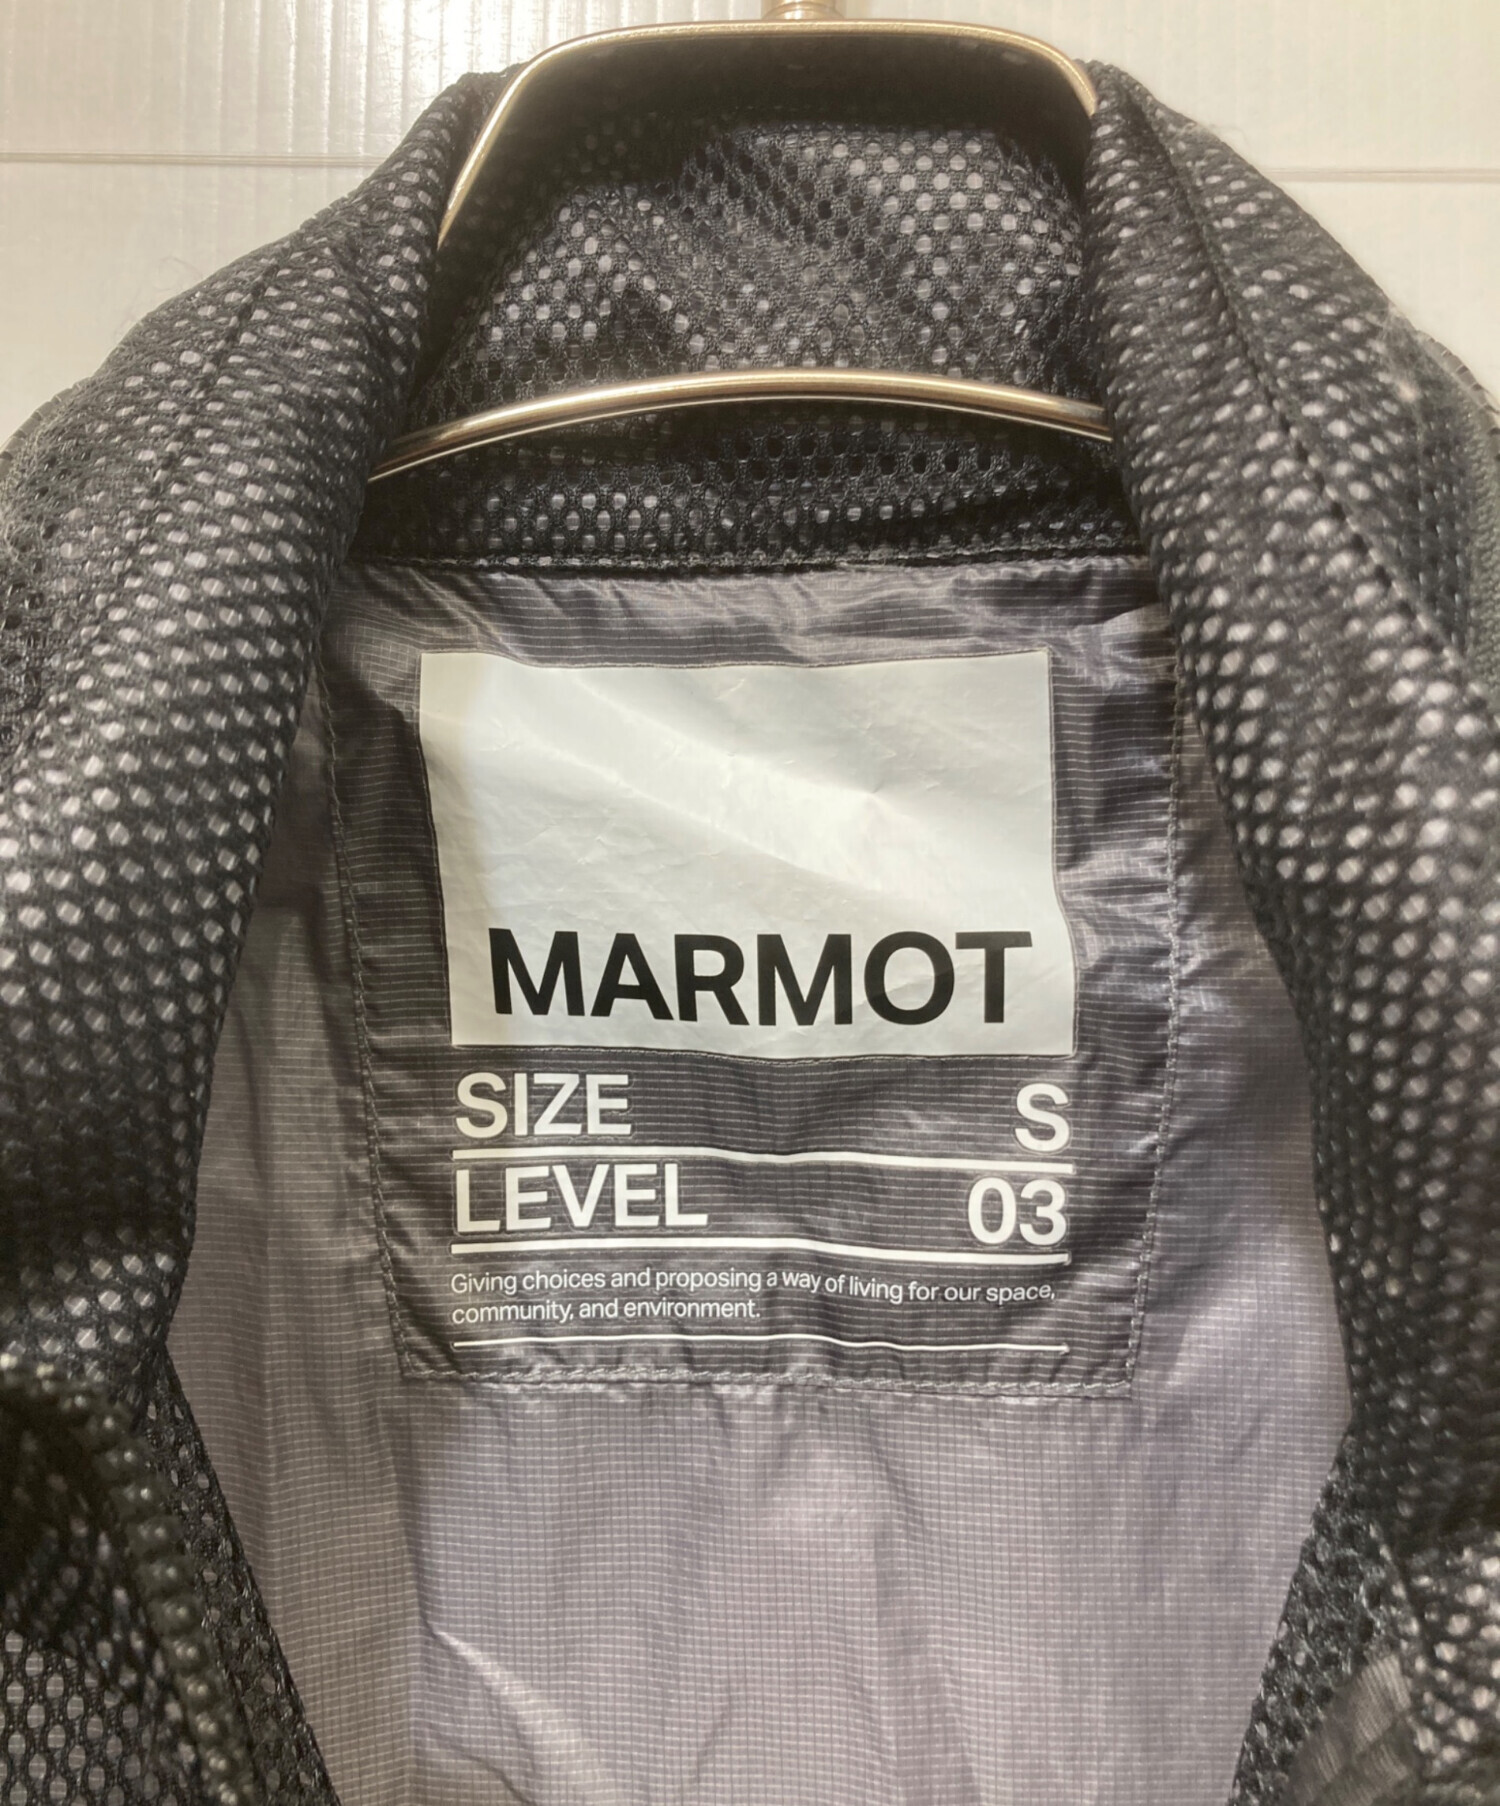 MARMOT
SIZE S
LEVEL 03
Giving choices and proposing a way of living for our space,
community, and environment.